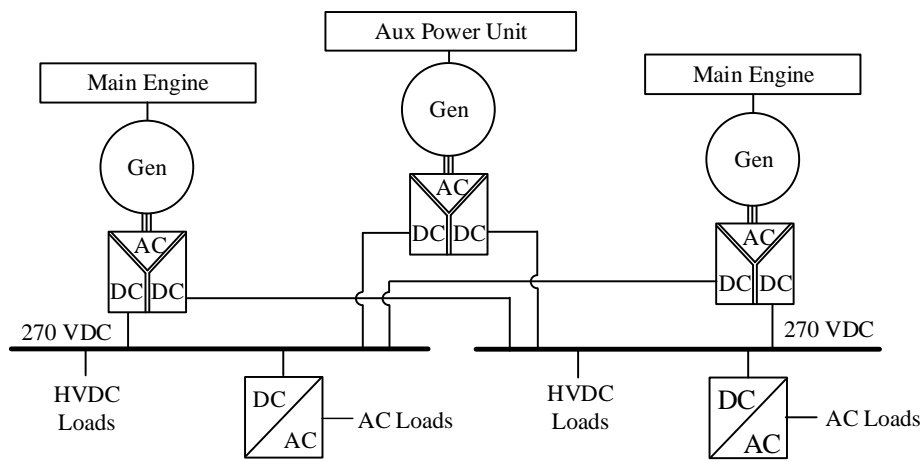 Aux Power Unit
Main Engine
Main Engine
Gen
Gen
Gen
AC
DC DC
AC
DC DC
AC
DC DC
270 VDC
270 VDC
HVDC
Loads
DC
AC
AC Loads
HVDC
Loads
DC
AC
AC Loads